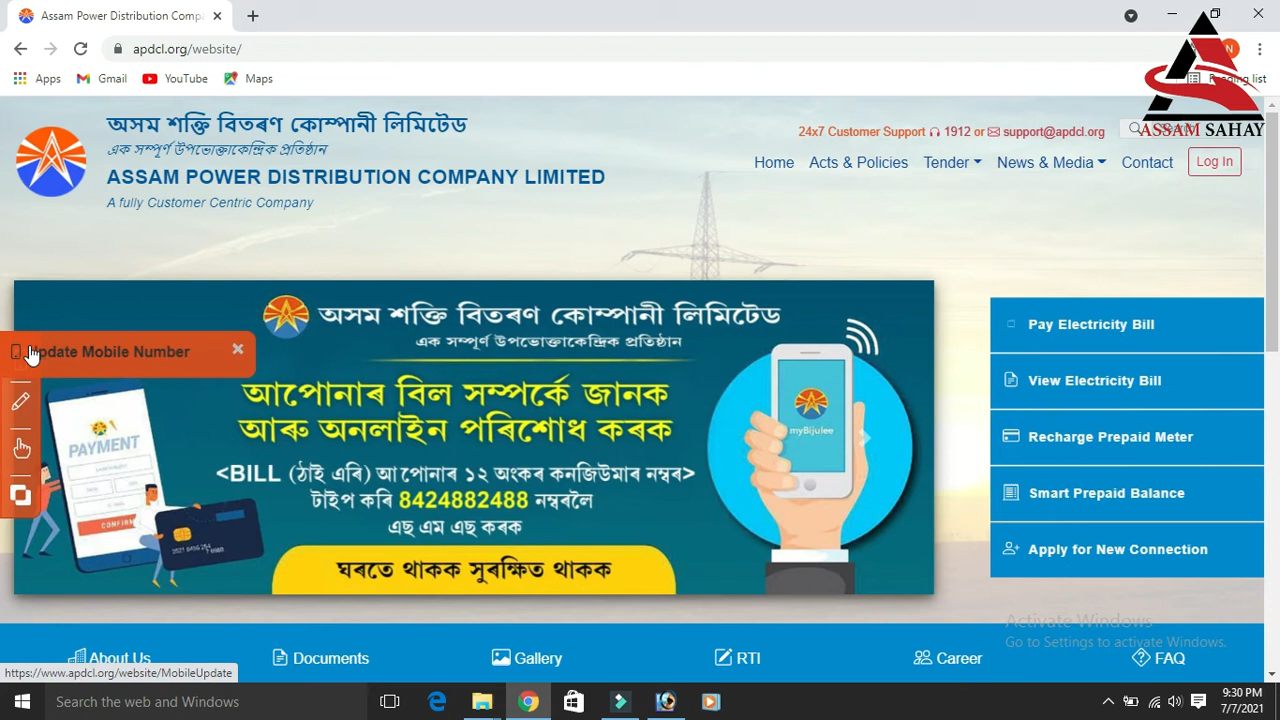 Assam Power Distribution Comp
apdcl.org/website/
Apps
Gmail
YouTube
Maps
Reading list
ASSAM SAHAY
অসম শক্তি বিতৰণ কোম্পানী লিমিটেড
এক সম্পূৰ্ণ উপভোক্তাকেন্দ্ৰিক প্ৰতিষ্ঠান
ASSAM POWER DISTRIBUTION COMPANY LIMITED
A fully Customer Centric Company
24x7 Customer Support 1912 or support@apdcl.org
Home Acts & Policies Tender News & Media Contact Log In
অসম শক্তি বিতৰণ কোম্পানী লিমিটেড
এক সম্পূৰ্ণ উপভোক্তাকেন্দ্ৰিক প্ৰতিষ্ঠান
Update Mobile Number
আপোনাৰ বিল সম্পৰ্কে জানক
আৰু অনলাইন পৰিশোধ কৰক
<BILL (ঠাই এৰি) আপোনাৰ ১২ অংকৰ কনজিউমাৰ নম্বৰ>
টাইপ কৰি 8424882488 নম্বৰলৈ
এছ এম এছ কৰক
ঘৰতে থাকক সুৰক্ষিত থাকক
PAYMENT
CONFIRM
myBijulee
Pay Electricity Bill
View Electricity Bill
Recharge Prepaid Meter
Smart Prepaid Balance
Apply for New Connection
Activate Windows
Go to Settings to activate Windows.
About Us Documents Gallery RTI Career FAQ
https://www.apdcl.org/website/MobileUpdate
Search the web and Windows
9:30 PM
7/7/2021